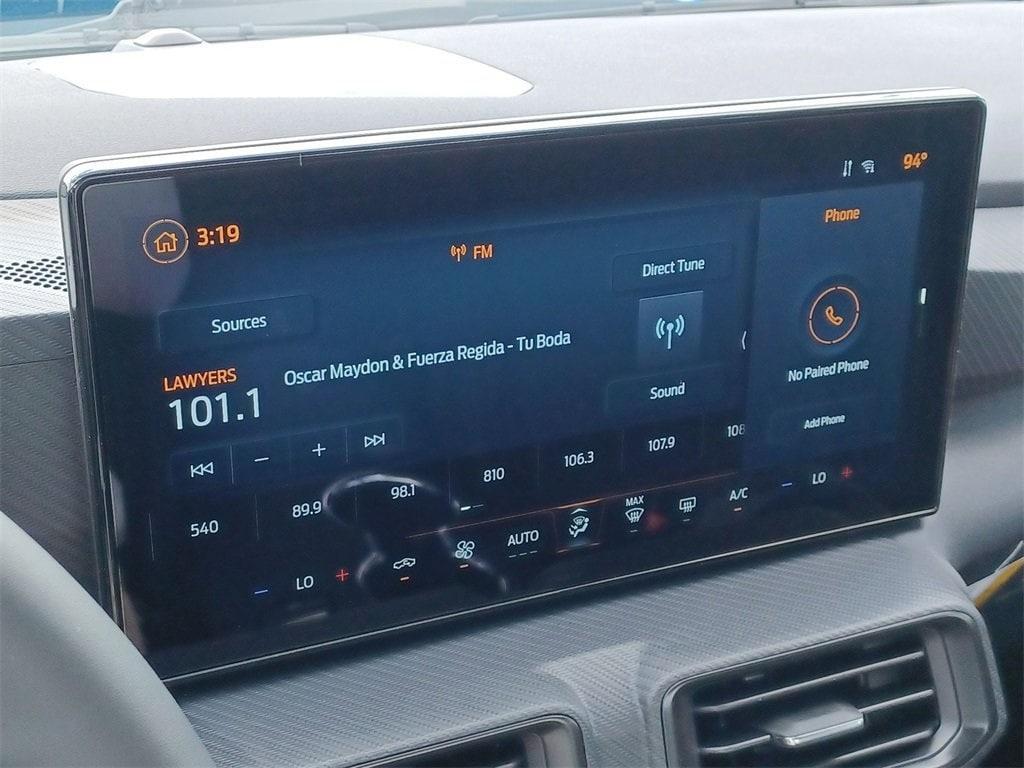 94°
3:19
FM
Phone
Direct Tune
Sources
LAWYERS
101.1
Oscar Maydon & Fuerza Regida - Tu Boda
Sound
No Paired Phone
Add Phone
540
89.9
98.1
810
106.3
107.9
108
LO
AUTO
MAX
A/C
LO